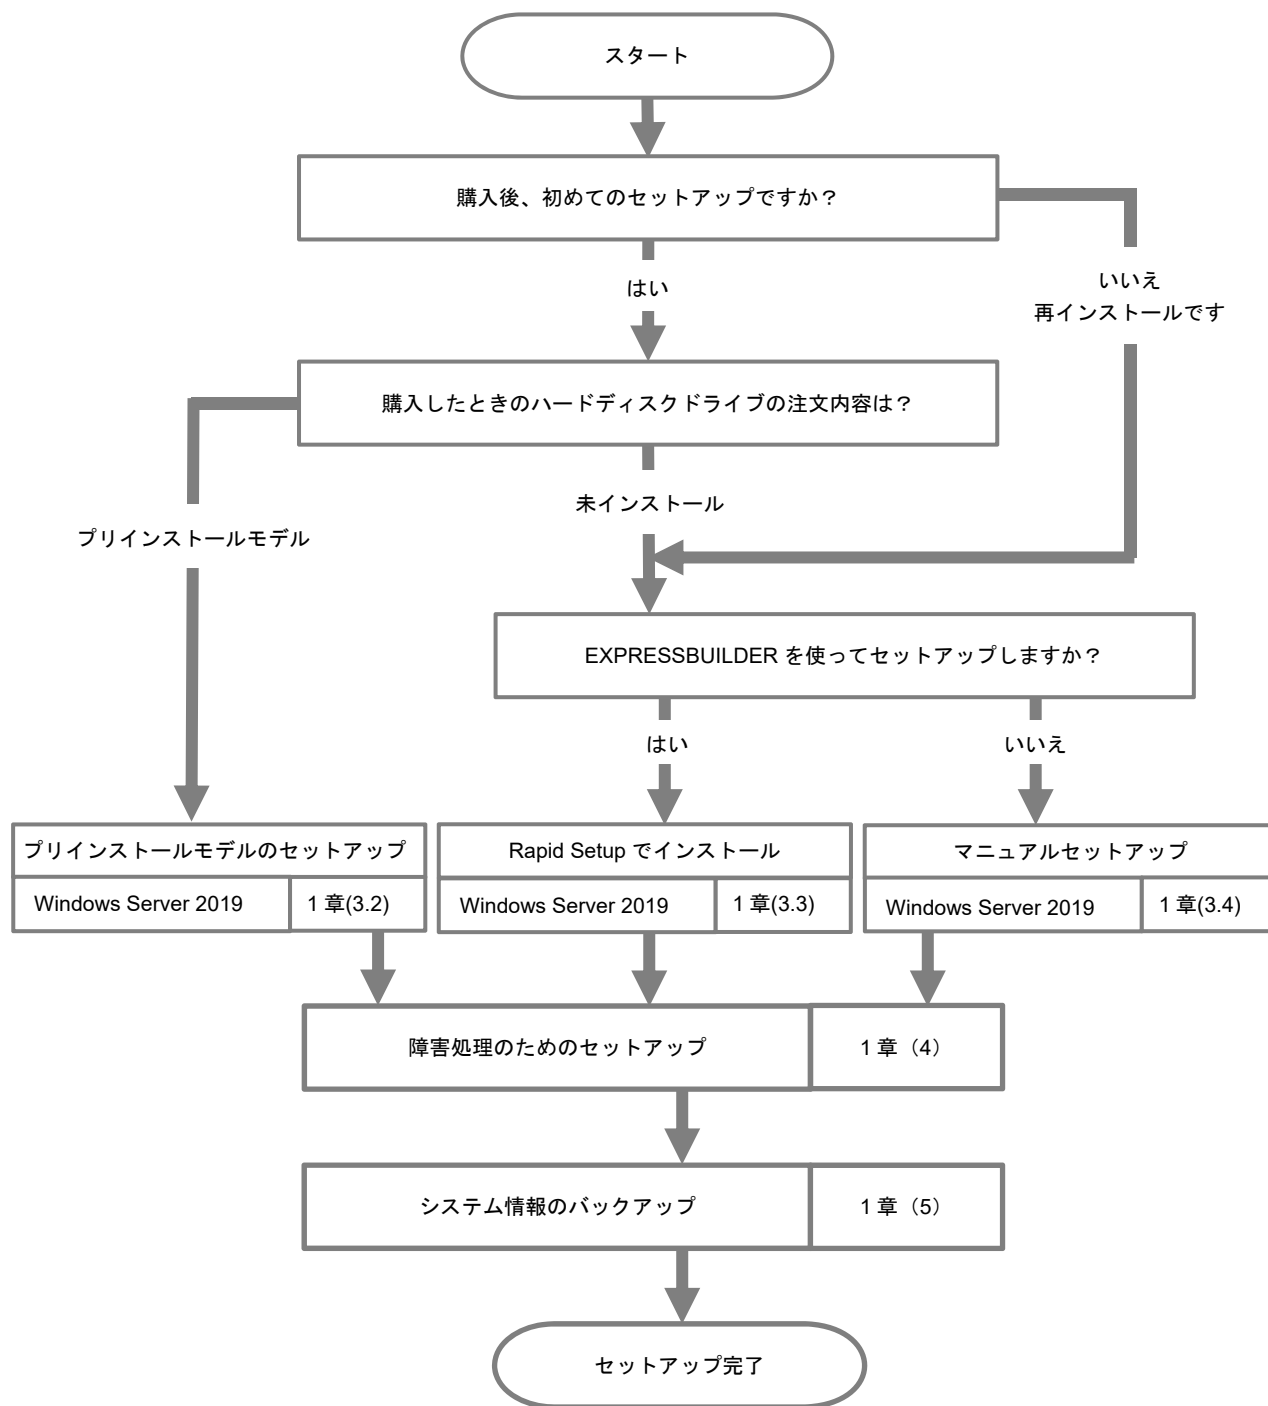 スタート
購入後、初めてのセットアップですか？
はい
いいえ
再インストールです
購入したときのハードディスクドライブの注文内容は？
未インストール
プリインストールモデル
EXPRESSBUILDER を使ってセットアップしますか？
はい
いいえ
プリインストールモデルのセットアップ
Windows Server 2019
1 章(3.2)
Rapid Setup でインストール
Windows Server 2019
1 章(3.3)
マニュアルセットアップ
Windows Server 2019
1 章(3.4)
障害処理のためのセットアップ
1 章（4）
システム情報のバックアップ
1 章（5）
セットアップ完了